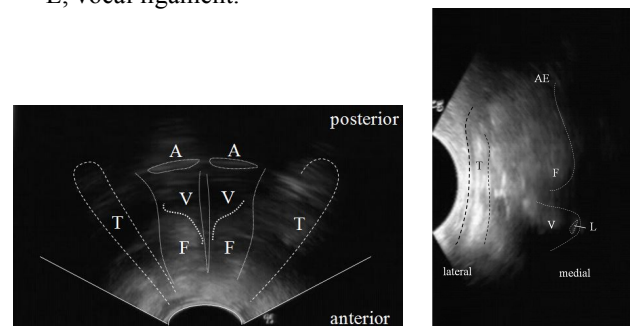 L, vocal ligament.
posterior
A A
V V
T T
F F
anterior
AE
T
F
V L
lateral medial